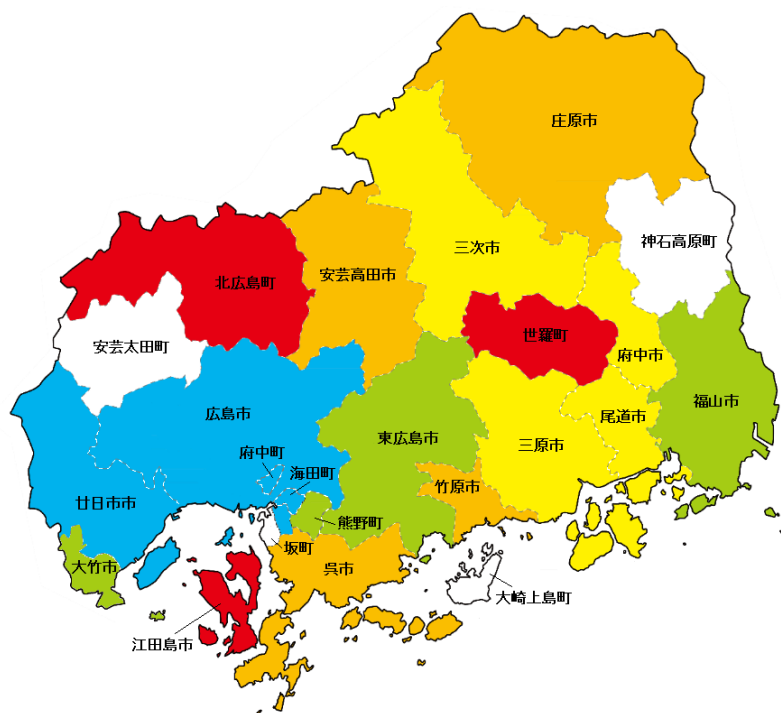 庄原市
神石高原町
三次市
安芸高田市
北広島町
世羅町
安芸太田町
府中市
福山市
広島市
尾道市
東広島市
三原市
府中町
海田町
竹原市
廿日市市
熊野町
坂町
大竹市
呉市
大崎上島町
江田島市